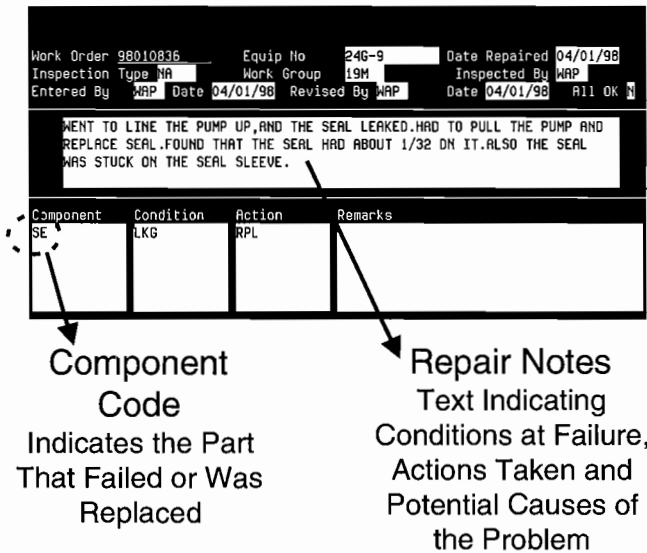 Work Order 98010836 Equip No 24G-9 Date Repaired 04/01/98
Inspection Type NA Work Group 19M Inspected By WAP
Entered By WAP Date 04/01/98 Revised By WAP Date 04/01/98 All OK N
WENT TO LINE THE PUMP UP,AND THE SEAL LEAKED.HAD TO PULL THE PUMP AND
REPLACE SEAL.FOUND THAT THE SEAL HAD ABOUT 1/32 ON IT.ALSO THE SEAL
WAS STUCK ON THE SEAL SLEEVE.
Component Condition Action Remarks
SE LKG RPL
Component
Code
Indicates the Part
That Failed or Was
Replaced
Repair Notes
Text Indicating
Conditions at Failure,
Actions Taken and
Potential Causes of
the Problem